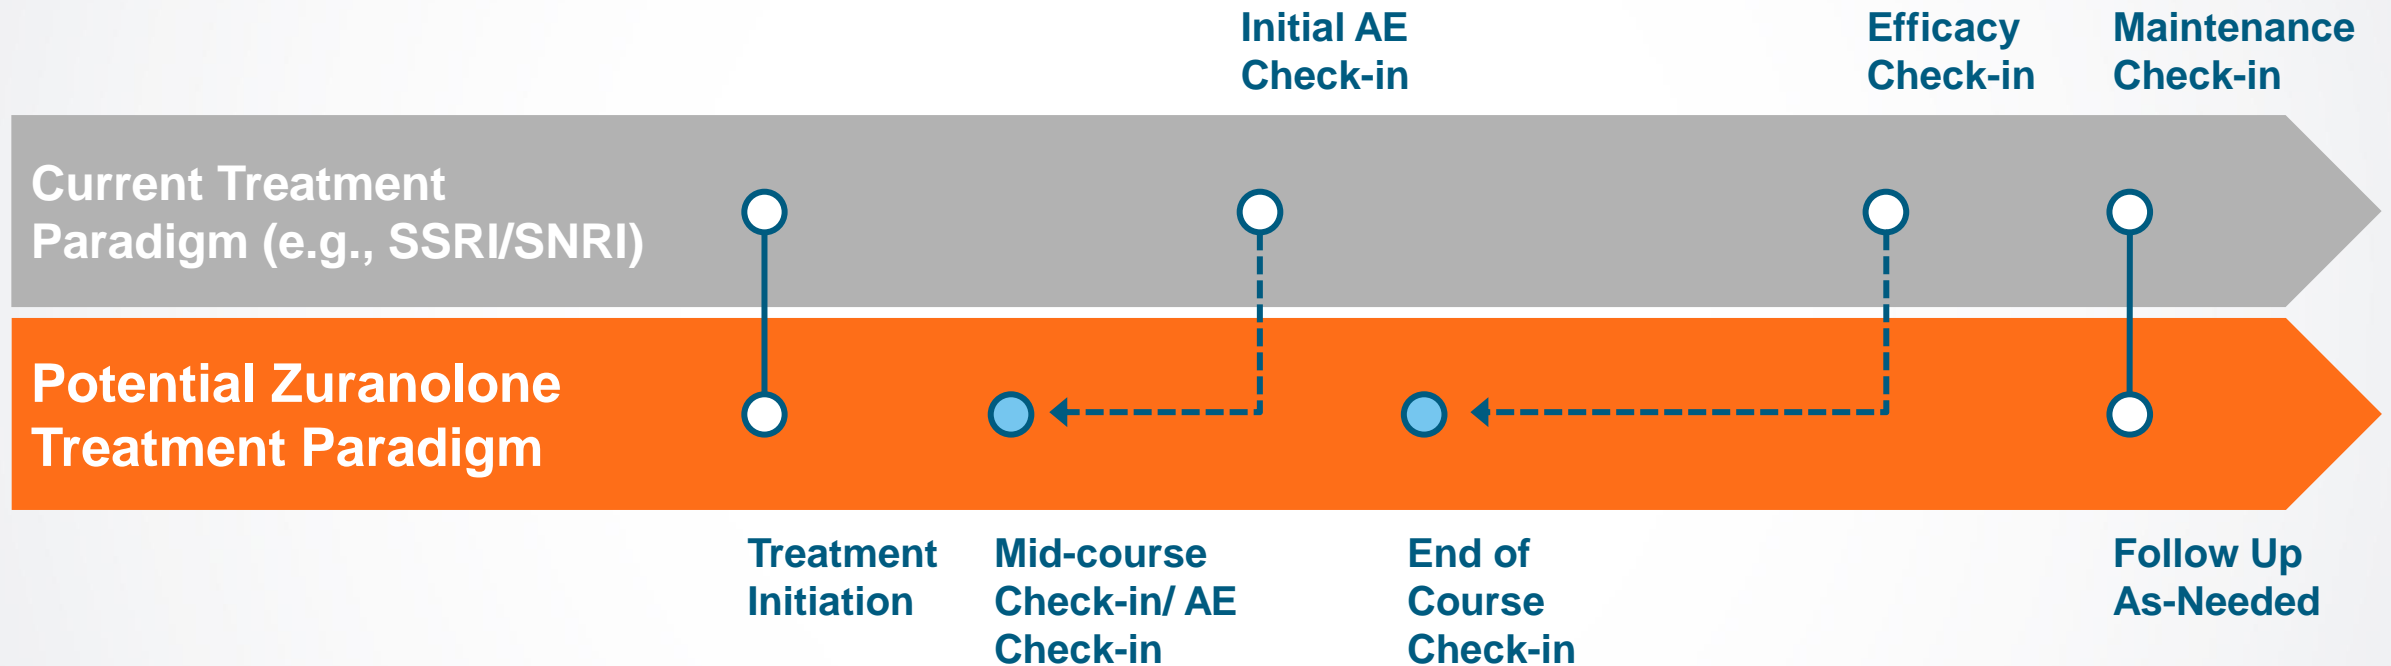 Initial AE
Check-in
Efficacy
Check-in
Maintenance
Check-in
Current Treatment
Paradigm (e.g., SSRI/SNRI)
Potential Zuranolone
Treatment Paradigm
Treatment
Initiation
Mid-course
Check-in/ AE
Check-in
End of
Course
Check-in
Follow Up
As-Needed